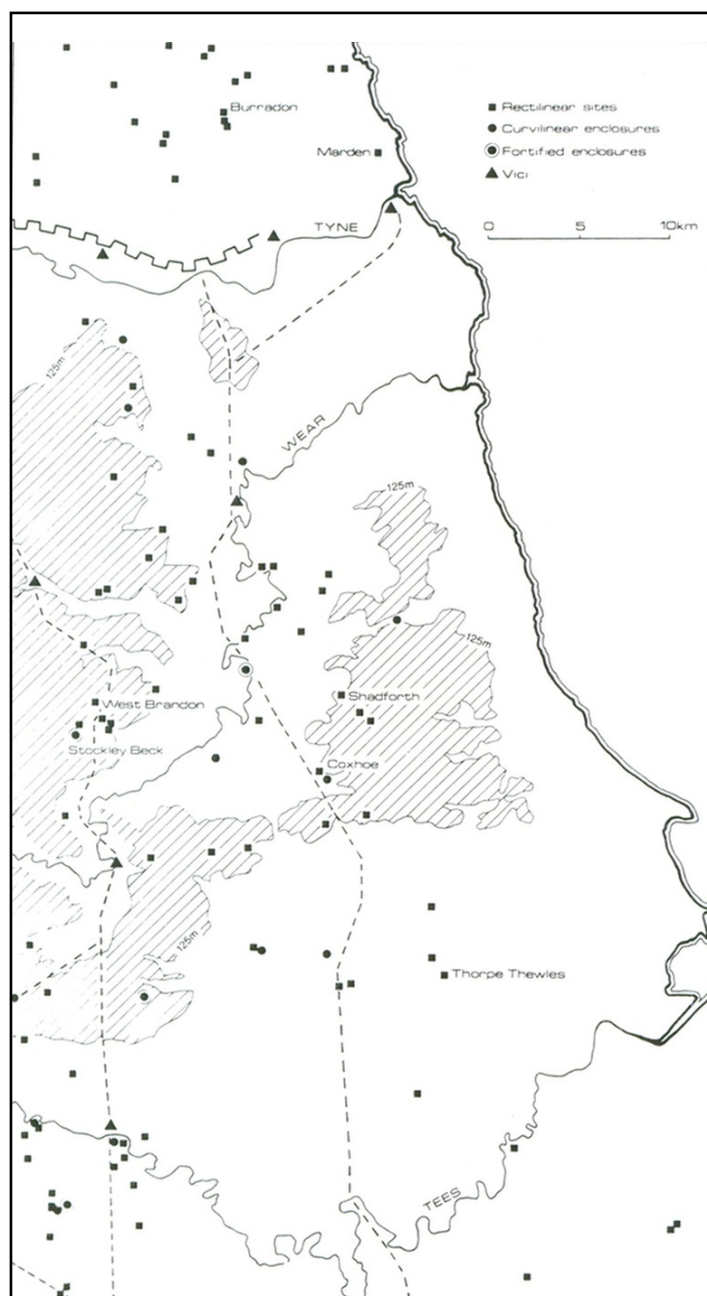 Burradon
Rectilinear sites
Curvilinear enclosures
Marden
Fortified enclosures
Vici
TYNE
0 5 10km
125m
WEAR
125m
125m
Shadforth
West Brandon
Stockley Beck
Coxhoe
125m
Thorpe Thewles
TEES